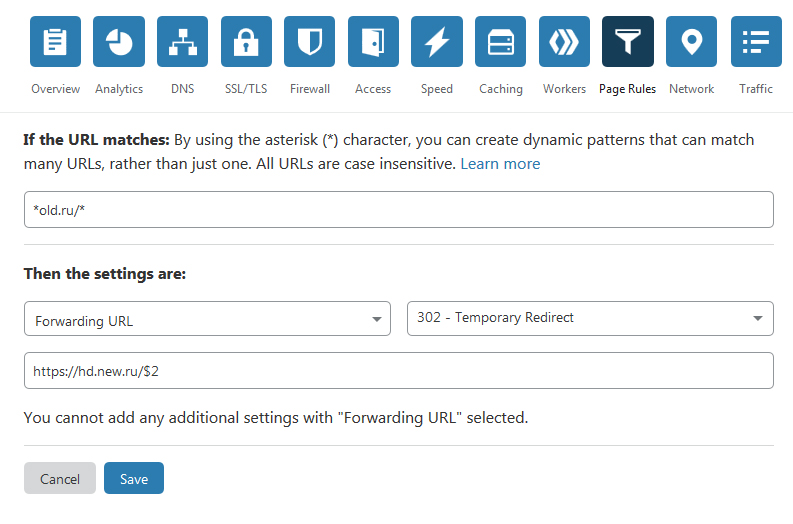 Overview Analytics DNS SSL/TLS Firewall Access Speed Caching Workers Page Rules Network Traffic
If the URL matches: By using the asterisk (*) character, you can create dynamic patterns that can match
many URLs, rather than just one. All URLs are case insensitive. Learn more
*old.ru/*
Then the settings are:
Forwarding URL 302 - Temporary Redirect
https://hd.new.ru/$2
You cannot add any additional settings with "Forwarding URL" selected.
Cancel Save